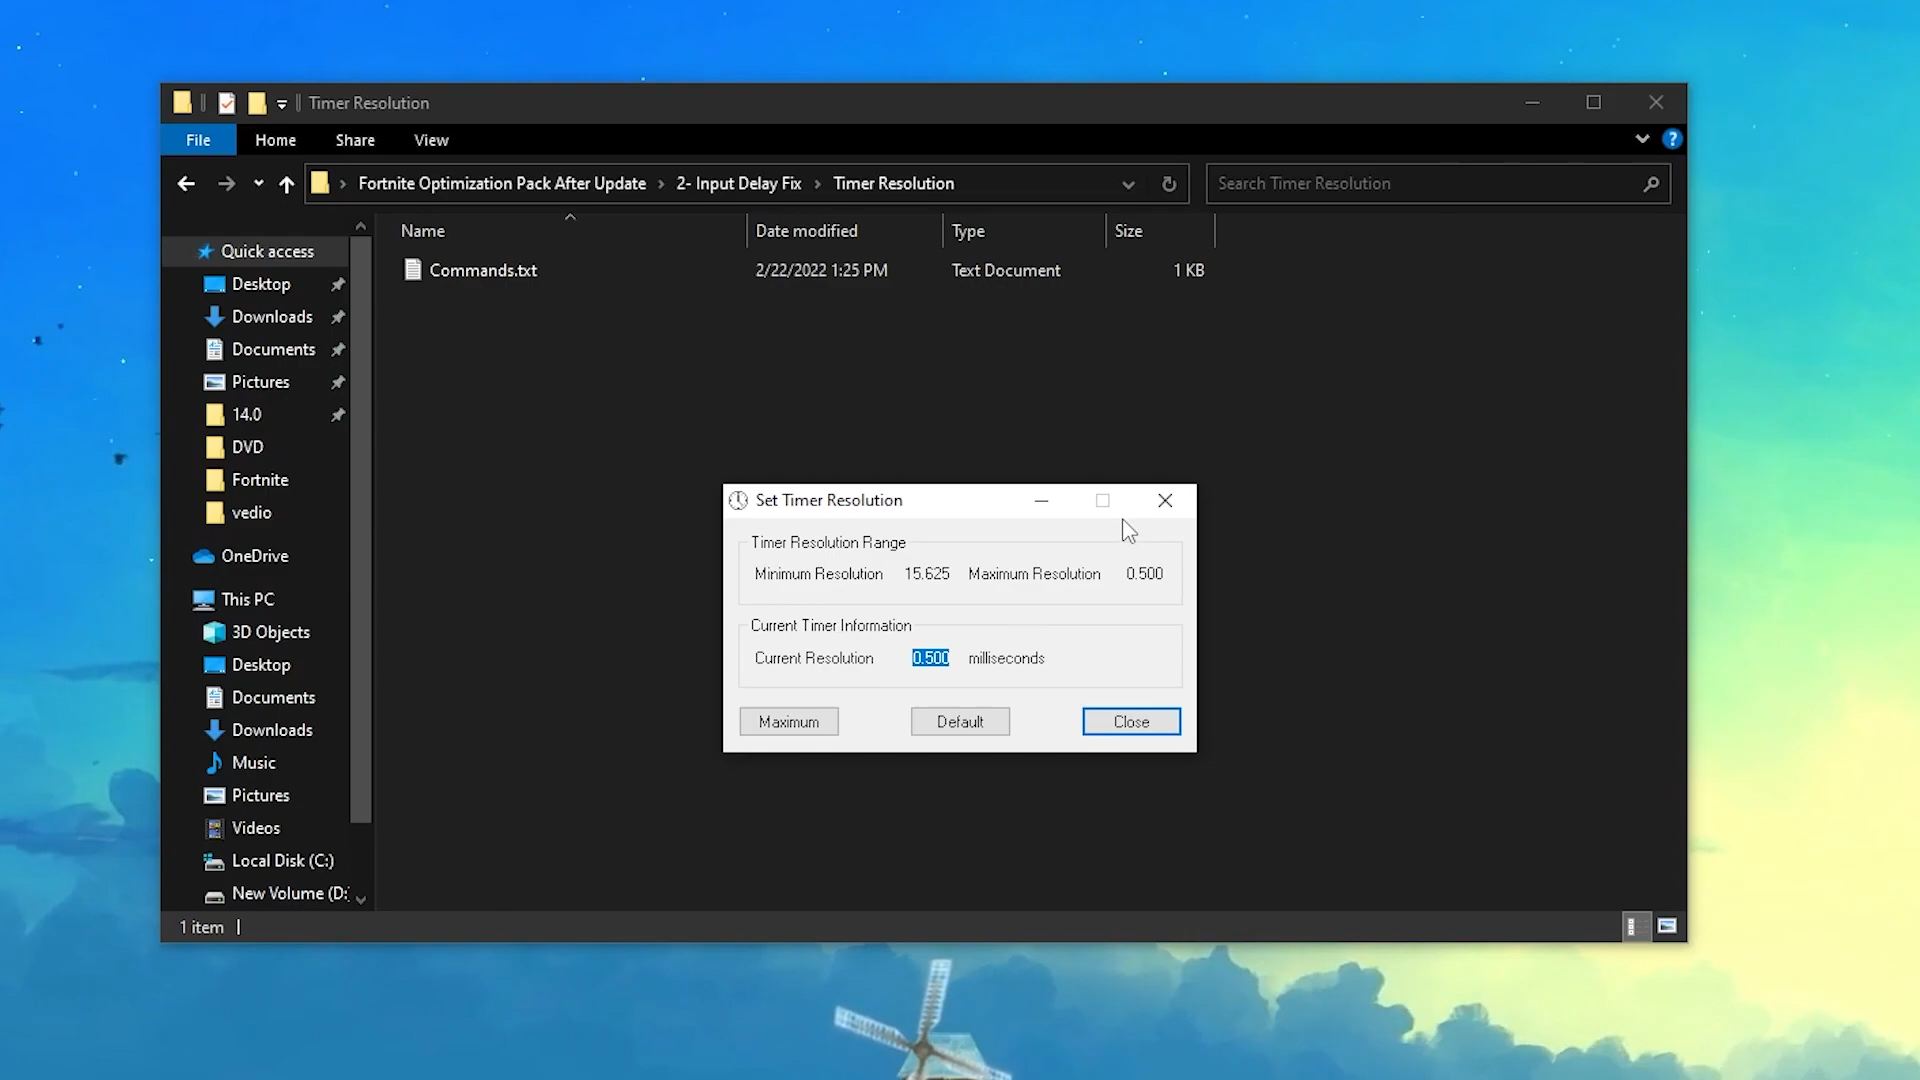 Timer Resolution
File Home Share View
Fortnite Optimization Pack After Update 2- Input Delay Fix Timer Resolution
Search Timer Resolution
Name Date modified Type Size
Commands.txt 2/22/2022 1:25 PM Text Document 1 KB
Quick access
Desktop
Downloads
Documents
Pictures
14.0
DVD
Fortnite
vedio
OneDrive
This PC
3D Objects
Desktop
Documents
Downloads
Music
Pictures
Videos
Local Disk (C:)
New Volume (D:
1 item
Set Timer Resolution
Timer Resolution Range
Minimum Resolution 15.625 Maximum Resolution 0.500
Current Timer Information
Current Resolution 0.500 milliseconds
Maximum Default Close